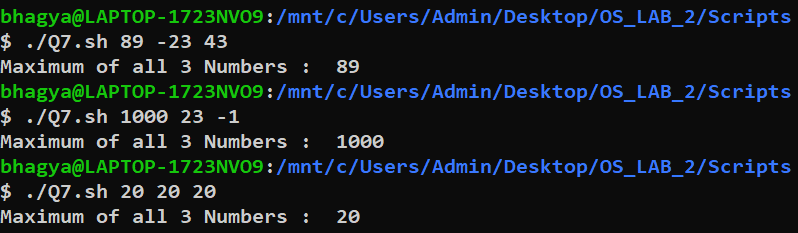 bhagya@LAPTOP-1723NVO9:/mnt/c/Users/Admin/Desktop/OS_LAB_2/Scripts
$ ./Q7.sh 89 -23 43
Maximum of all 3 Numbers :  89
bhagya@LAPTOP-1723NVO9:/mnt/c/Users/Admin/Desktop/OS_LAB_2/Scripts
$ ./Q7.sh 1000 23 -1
Maximum of all 3 Numbers :  1000
bhagya@LAPTOP-1723NVO9:/mnt/c/Users/Admin/Desktop/OS_LAB_2/Scripts
$ ./Q7.sh 20 20 20
Maximum of all 3 Numbers :  20